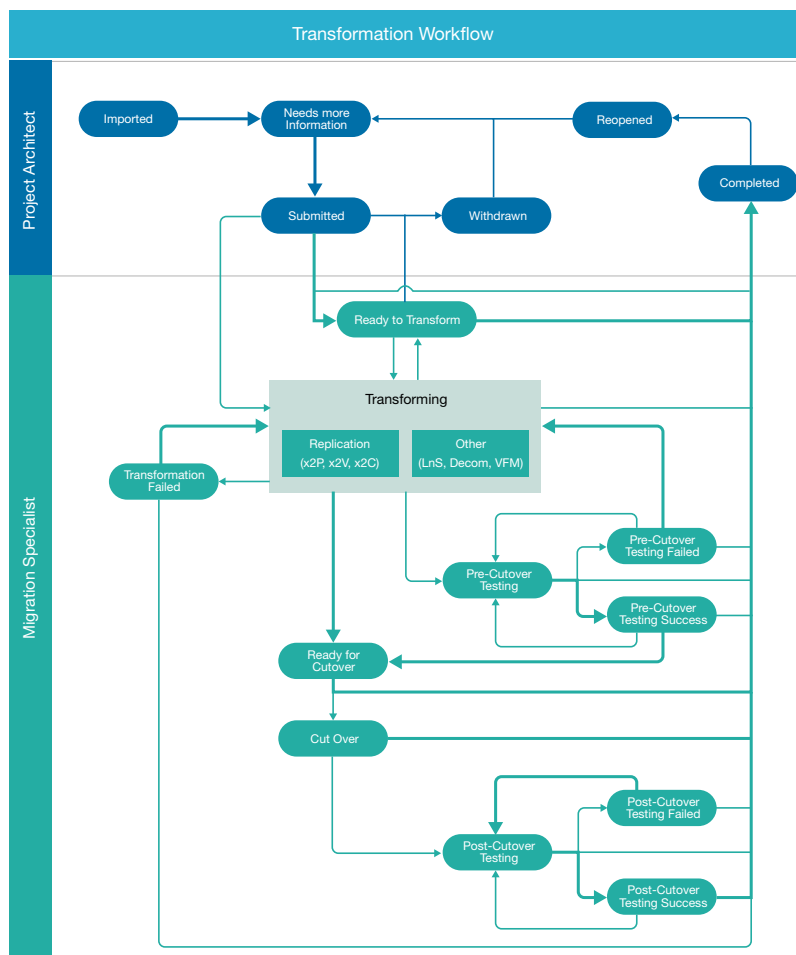 Transformation Workflow
Project Architect
Imported
Needs more
Information
Reopened
Completed
Submitted
Withdrawn
Migration Specialist
Ready to Transform
Transforming
Replication
(x2P, x2V, x2C)
Other
(LnS, Decom, VFM)
Transformation
Failed
Pre-Cutover
Testing Failed
Pre-Cutover
Testing
Pre-Cutover
Testing Success
Ready for
Cutover
Cut Over
Post-Cutover
Testing Failed
Post-Cutover
Testing
Post-Cutover
Testing Success